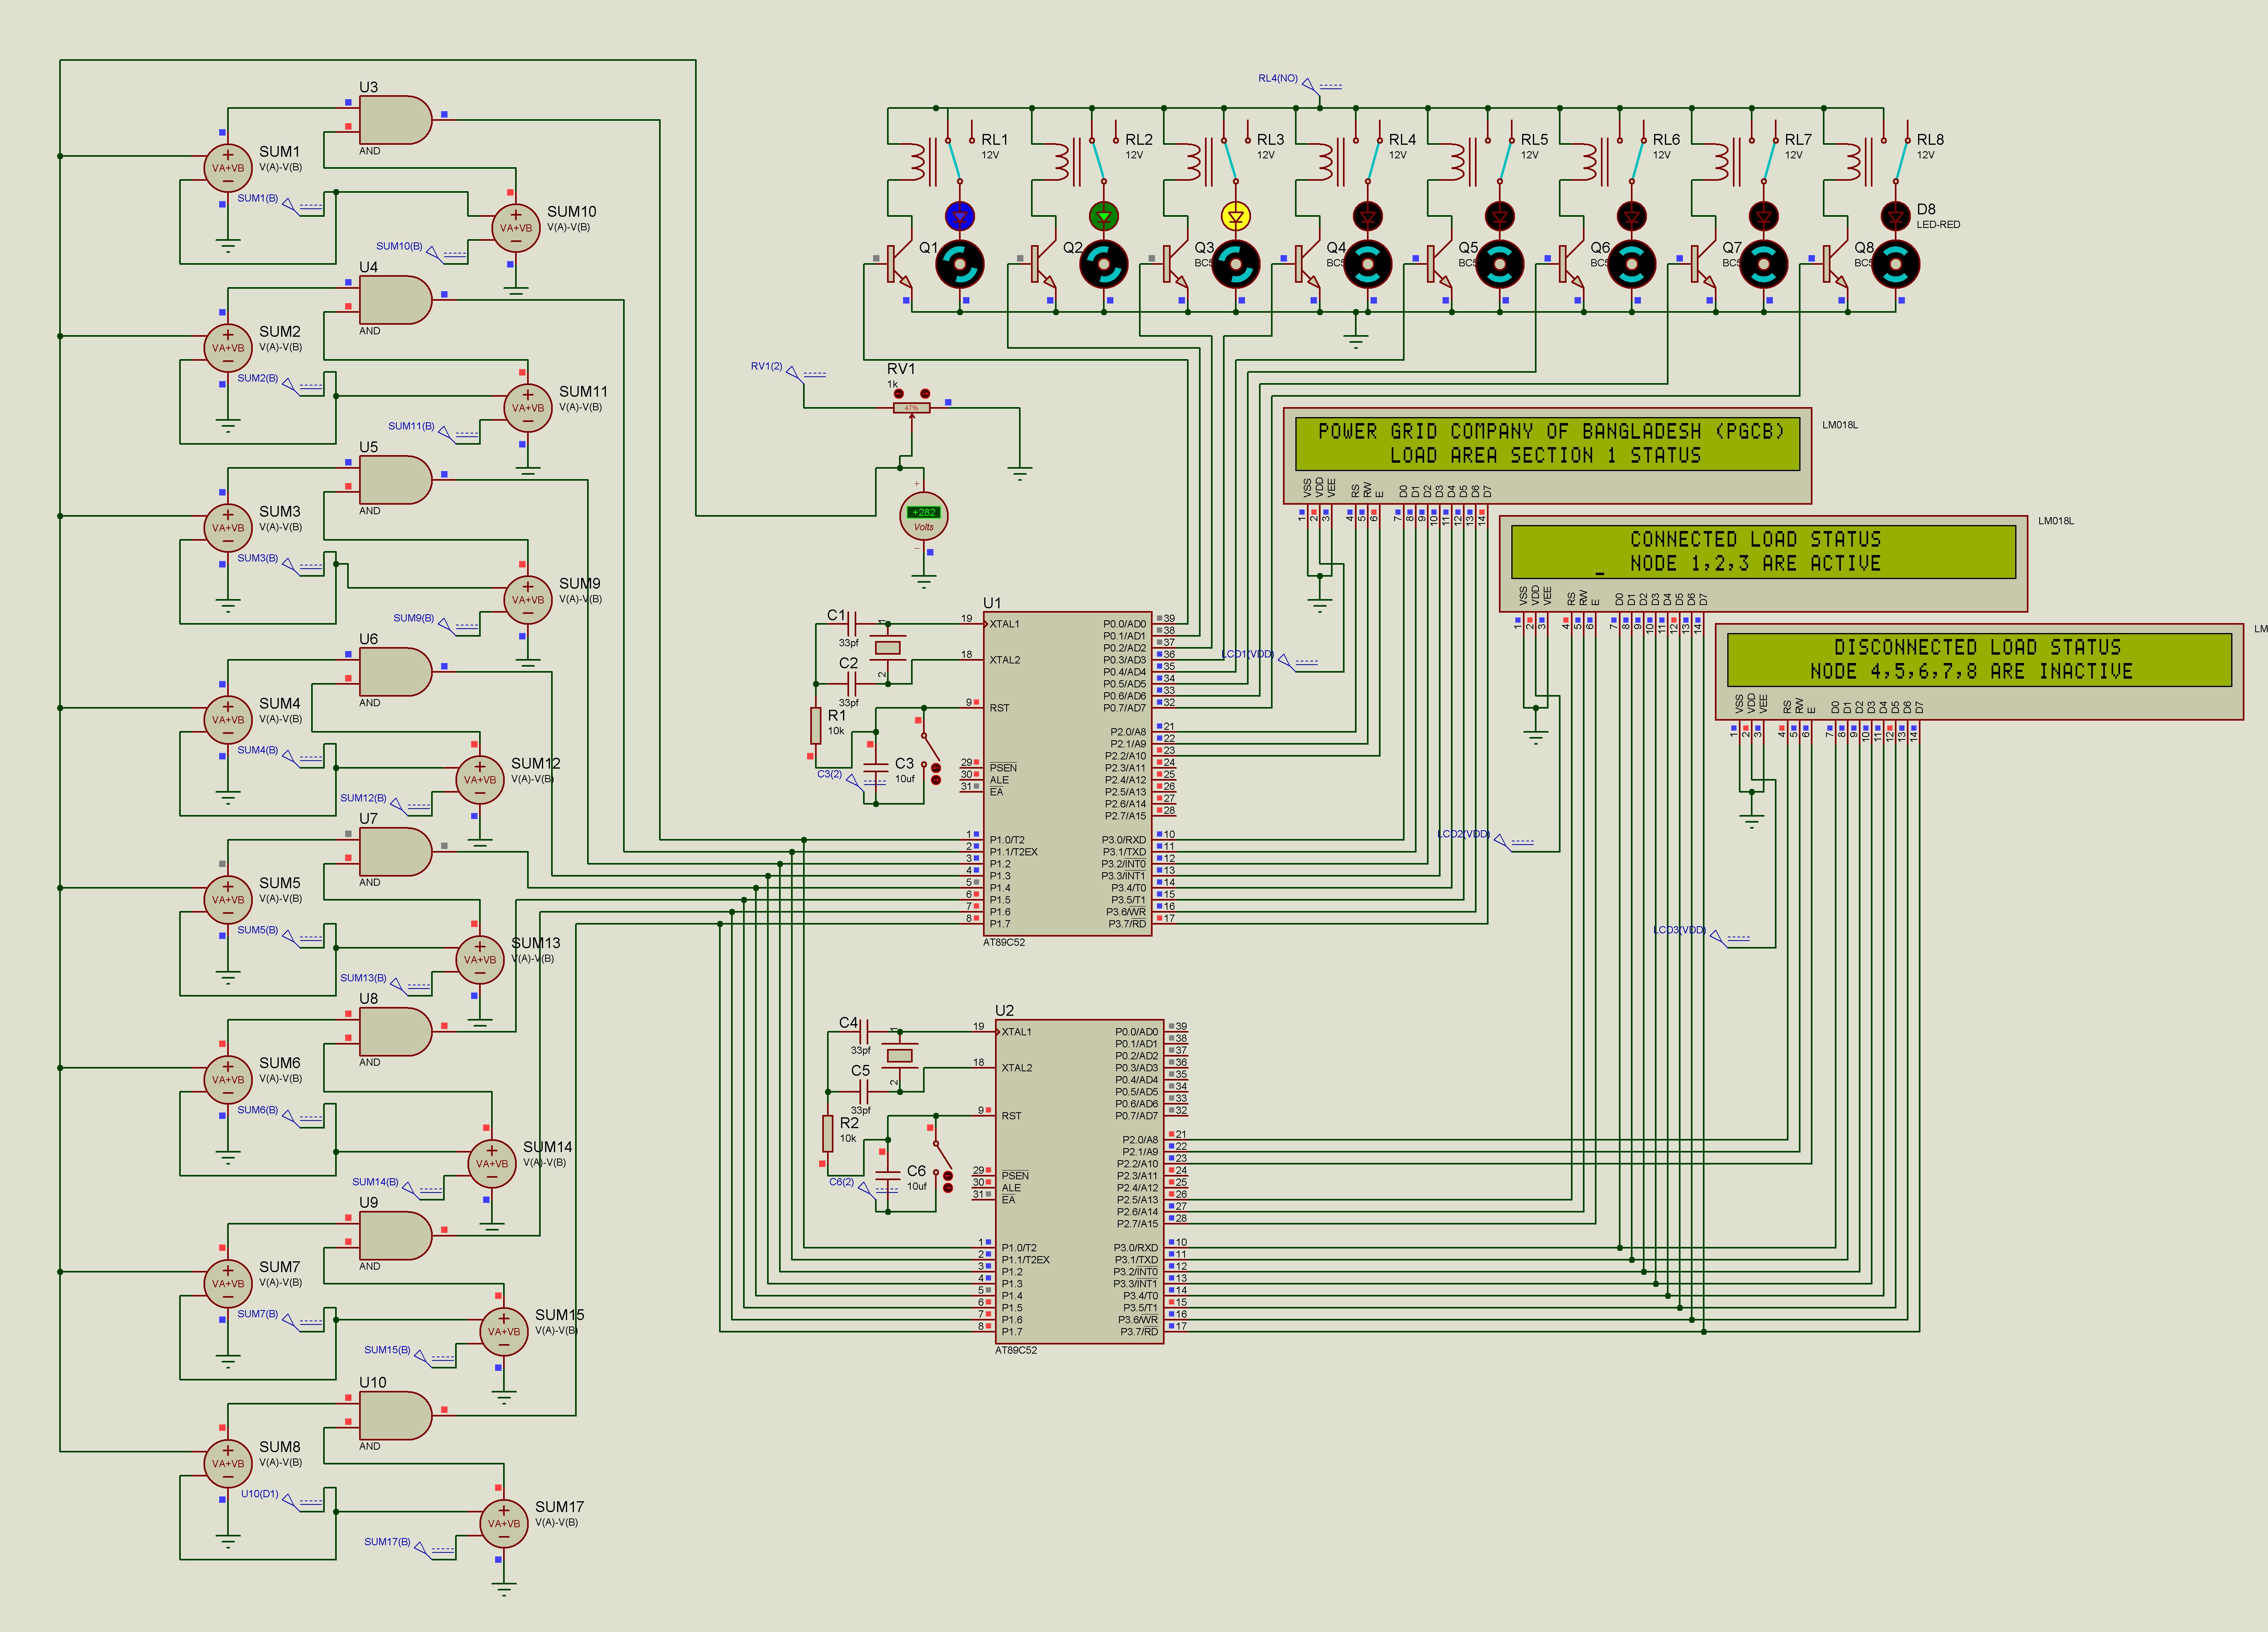 U3
AND
SUM1
V(A)-V(B)
VA+VB
SUM1(B)
SUM10
V(A)-V(B)
VA+VB
SUM10(B)
U4
AND
SUM2
V(A)-V(B)
VA+VB
SUM2(B)
SUM11
V(A)-V(B)
VA+VB
SUM11(B)
U5
AND
SUM3
V(A)-V(B)
VA+VB
SUM3(B)
SUM9
V(A)-V(B)
VA+VB
SUM9(B)
U6
AND
SUM4
V(A)-V(B)
VA+VB
SUM4(B)
SUM12
V(A)-V(B)
VA+VB
SUM12(B)
U7
AND
SUM5
V(A)-V(B)
VA+VB
SUM5(B)
SUM13
V(A)-V(B)
VA+VB
SUM13(B)
U8
AND
SUM6
V(A)-V(B)
VA+VB
SUM6(B)
SUM14
V(A)-V(B)
VA+VB
SUM14(B)
U9
AND
SUM7
V(A)-V(B)
VA+VB
SUM7(B)
SUM15
V(A)-V(B)
VA+VB
SUM15(B)
U10
AND
SUM8
V(A)-V(B)
VA+VB
U10(D1)
SUM17
V(A)-V(B)
VA+VB
SUM17(B)
RL4(NO)
RL1
12V
RL2
12V
RL3
12V
RL4
12V
RL5
12V
RL6
12V
RL7
12V
RL8
12V
D8
LED-RED
Q1
Q2
Q3
BC5
Q4
BC5
Q5
BC5
Q6
BC5
Q7
BC5
Q8
BC5
RV1(2)
RV1
1k
47%
+282
Volts
POWER GRID COMPANY OF BANGLADESH (PGCB)
LOAD AREA SECTION 1 STATUS
LM018L
VSS VDD VEE RS RW E D0 D1 D2 D3 D4 D5 D6 D7
1 2 3 4 5 6 7 8 9 10 11 12 13 14
LCD1(VDD)
CONNECTED LOAD STATUS
_ NODE 1,2,3 ARE ACTIVE
LM018L
VSS VDD VEE RS RW E D0 D1 D2 D3 D4 D5 D6 D7
1 2 3 4 5 6 7 8 9 10 11 12 13 14
LCD2(VDD)
DISCONNECTED LOAD STATUS
NODE 4,5,6,7,8 ARE INACTIVE
LM
VSS VDD VEE RS RW E D0 D1 D2 D3 D4 D5 D6 D7
1 2 3 4 5 6 7 8 9 10 11 12 13 14
LCD3(VDD)
C1
33pf
C2
33pf
1
2
R1
10k
C3
10uf
C3(2)
U1
19 XTAL1
18 XTAL2
9 RST
29 PSEN
30 ALE
31 EA
1 P1.0/T2
2 P1.1/T2EX
3 P1.2
4 P1.3
5 P1.4
6 P1.5
7 P1.6
8 P1.7
P0.0/AD0 39
P0.1/AD1 38
P0.2/AD2 37
P0.3/AD3 36
P0.4/AD4 35
P0.5/AD5 34
P0.6/AD6 33
P0.7/AD7 32
P2.0/A8 21
P2.1/A9 22
P2.2/A10 23
P2.3/A11 24
P2.4/A12 25
P2.5/A13 26
P2.6/A14 27
P2.7/A15 28
P3.0/RXD 10
P3.1/TXD 11
P3.2/INT0 12
P3.3/INT1 13
P3.4/T0 14
P3.5/T1 15
P3.6/WR 16
P3.7/RD 17
AT89C52
C4
33pf
C5
33pf
1
2
R2
10k
C6
10uf
C6(2)
U2
19 XTAL1
18 XTAL2
9 RST
29 PSEN
30 ALE
31 EA
1 P1.0/T2
2 P1.1/T2EX
3 P1.2
4 P1.3
5 P1.4
6 P1.5
7 P1.6
8 P1.7
P0.0/AD0 39
P0.1/AD1 38
P0.2/AD2 37
P0.3/AD3 36
P0.4/AD4 35
P0.5/AD5 34
P0.6/AD6 33
P0.7/AD7 32
P2.0/A8 21
P2.1/A9 22
P2.2/A10 23
P2.3/A11 24
P2.4/A12 25
P2.5/A13 26
P2.6/A14 27
P2.7/A15 28
P3.0/RXD 10
P3.1/TXD 11
P3.2/INT0 12
P3.3/INT1 13
P3.4/T0 14
P3.5/T1 15
P3.6/WR 16
P3.7/RD 17
AT89C52